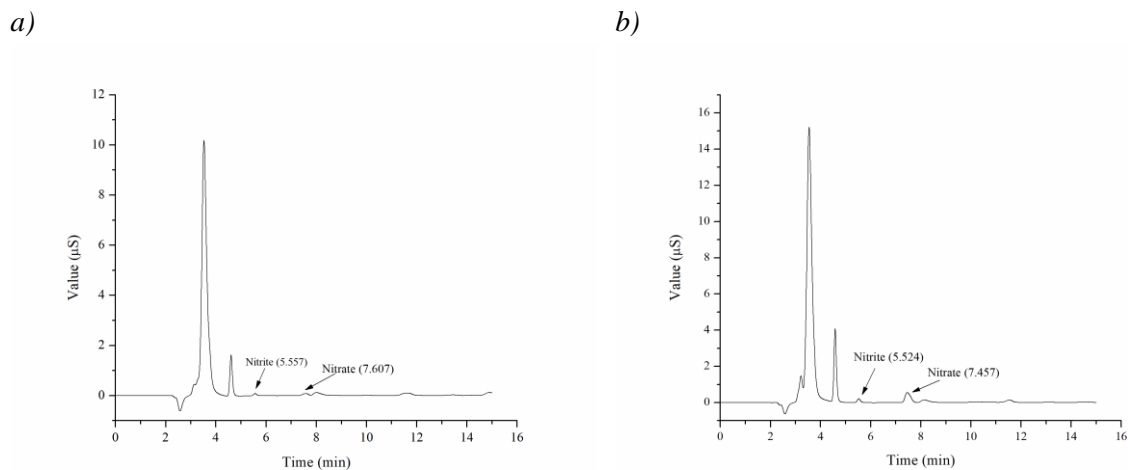 a)
12
10
8
6
4
2
0
Value (μS)
Nitrite (5.557)
Nitrate (7.607)
0 2 4 6 8 10 12 14 16
Time (min)
b)
16
14
12
10
8
6
4
2
0
Value (μS)
Nitrite (5.524)
Nitrate (7.457)
0 2 4 6 8 10 12 14 16
Time (min)